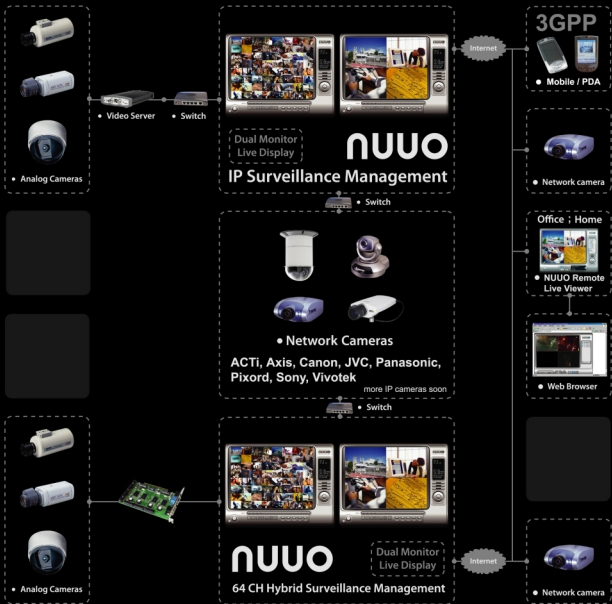 3GPP
Internet
• Mobile / PDA
• Video Server
• Switch
Dual Monitor
Live Display
NUUO
• Analog Cameras
IP Surveillance Management
• Network camera
• Switch
Office ; Home
• NUUO Remote
Live Viewer
• Network Cameras
ACTi, Axis, Canon, JVC, Panasonic,
Pixord, Sony, Vivotek
more IP cameras soon
• Web Browser
• Switch
NUUO
Dual Monitor
Live Display
Internet
• Analog Cameras
64 CH Hybrid Surveillance Management
• Network camera